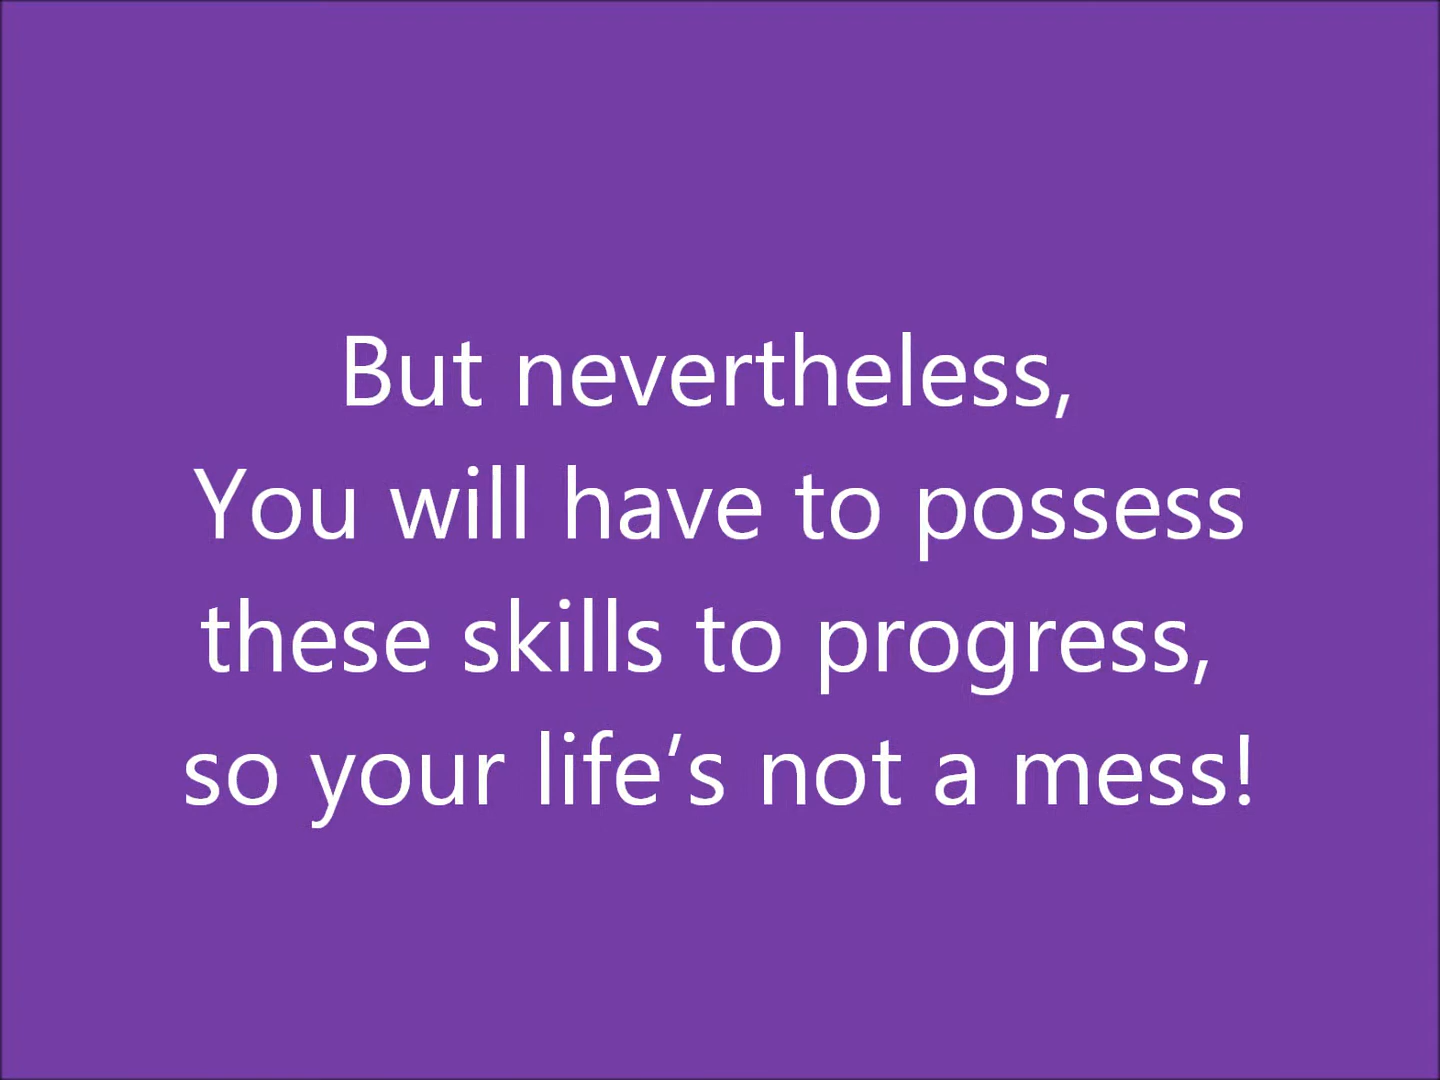 But nevertheless,
You will have to possess
these skills to progress,
so your life’s not a mess!